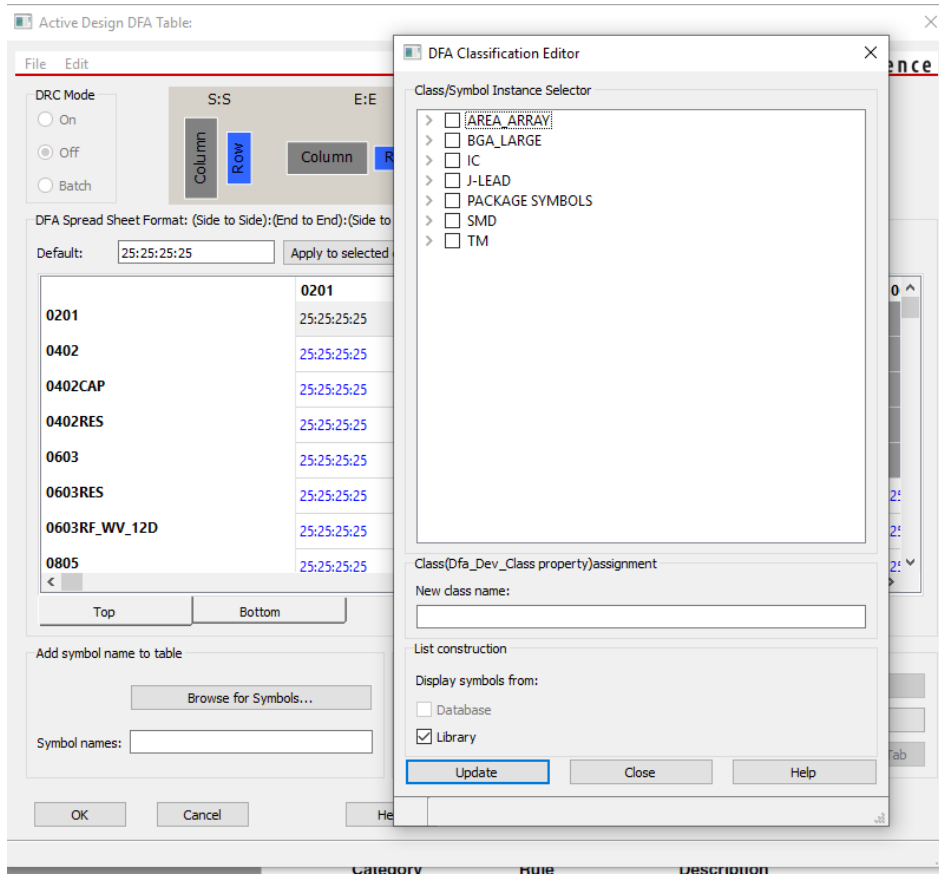 Active Design DFA Table:
File Edit
ence
DRC Mode
On
Off
Batch
S:S
E:E
Column
Row
Column
R
DFA Spread Sheet Format: (Side to Side):(End to End):(Side to
Default: 25:25:25:25 Apply to selected
0201
0201 25:25:25:25
0402 25:25:25:25
0402CAP 25:25:25:25
0402RES 25:25:25:25
0603 25:25:25:25
0603RES 25:25:25:25
0603RF_WV_12D 25:25:25:25
0805 25:25:25:25
Top Bottom
Add symbol name to table
Browse for Symbols...
Symbol names:
OK Cancel He
Tab
DFA Classification Editor
Class/Symbol Instance Selector
AREA_ARRAY
BGA_LARGE
IC
J-LEAD
PACKAGE SYMBOLS
SMD
TM
Class(Dfa_Dev_Class property)assignment
New class name:
List construction
Display symbols from:
Database
Library
Update Close Help
Category Rule Description